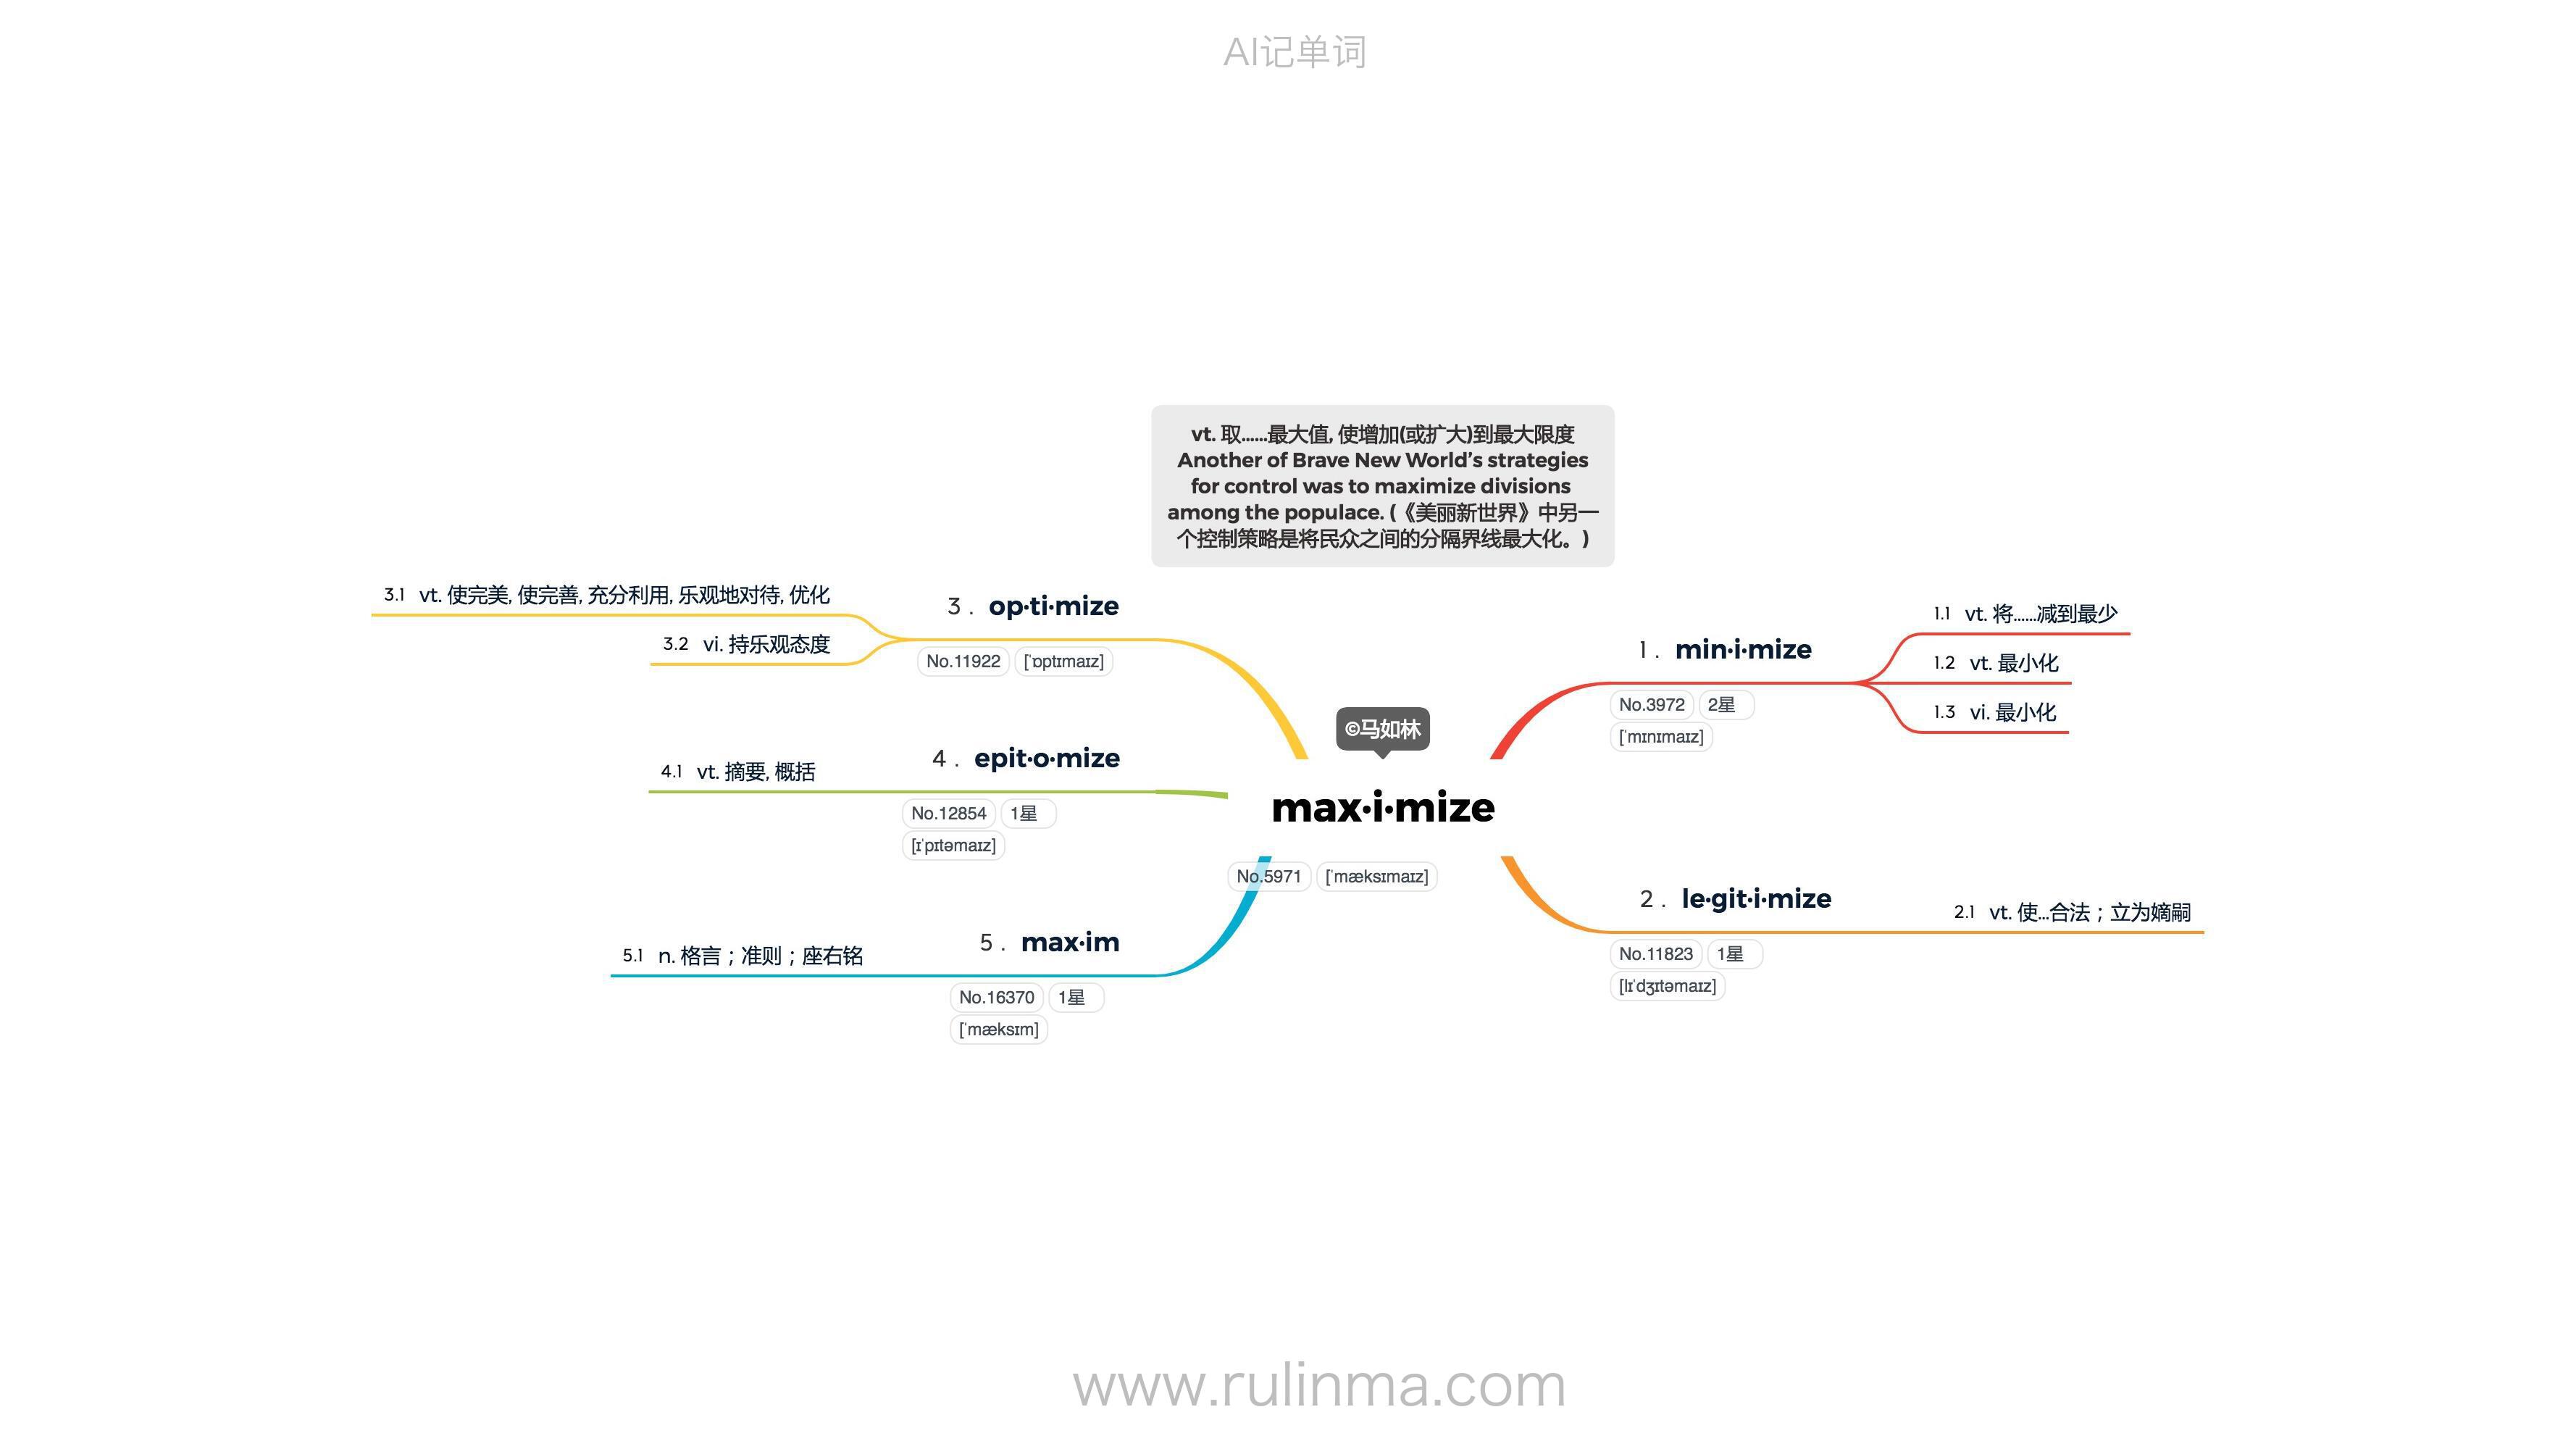 AI记单词
vt. 取……最大值, 使增加(或扩大)到最大限度
Another of Brave New World’s strategies
for control was to maximize divisions
among the populace. (《美丽新世界》中另一
个控制策略是将民众之间的分隔界线最大化。)
©马如林
max·i·mize
No.5971 [ˈmæksɪmaɪz]
1 . min·i·mize
No.3972 2星
[ˈmɪnɪmaɪz]
1.1 vt. 将……减到最少
1.2 vt. 最小化
1.3 vi. 最小化
2 . le·git·i·mize
No.11823 1星
[lɪˈdʒɪtəmaɪz]
2.1 vt. 使...合法；立为嫡嗣
3 . op·ti·mize
No.11922 [ˈɒptɪmaɪz]
3.1 vt. 使完美, 使完善, 充分利用, 乐观地对待, 优化
3.2 vi. 持乐观态度
4 . epit·o·mize
No.12854 1星
[ɪˈpɪtəmaɪz]
4.1 vt. 摘要, 概括
5 . max·im
No.16370 1星
[ˈmæksɪm]
5.1 n. 格言；准则；座右铭
www.rulinma.com